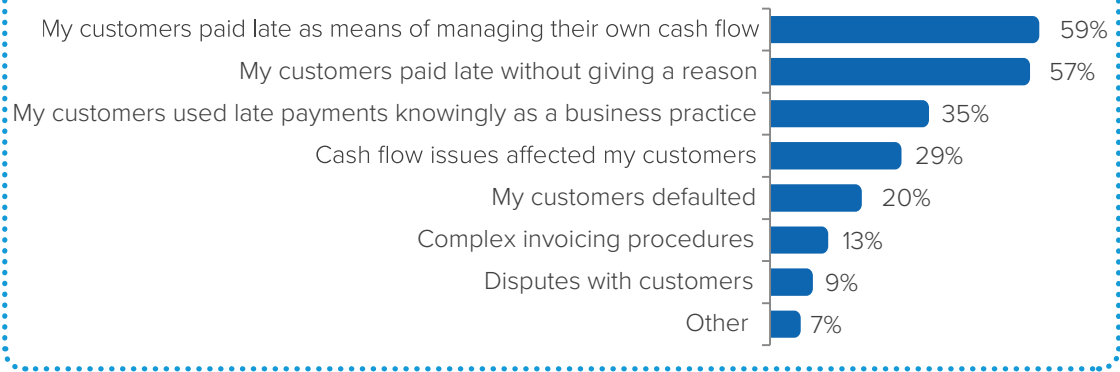 My customers paid late as means of managing their own cash flow 59%
My customers paid late without giving a reason 57%
My customers used late payments knowingly as a business practice 35%
Cash flow issues affected my customers 29%
My customers defaulted 20%
Complex invoicing procedures 13%
Disputes with customers 9%
Other 7%